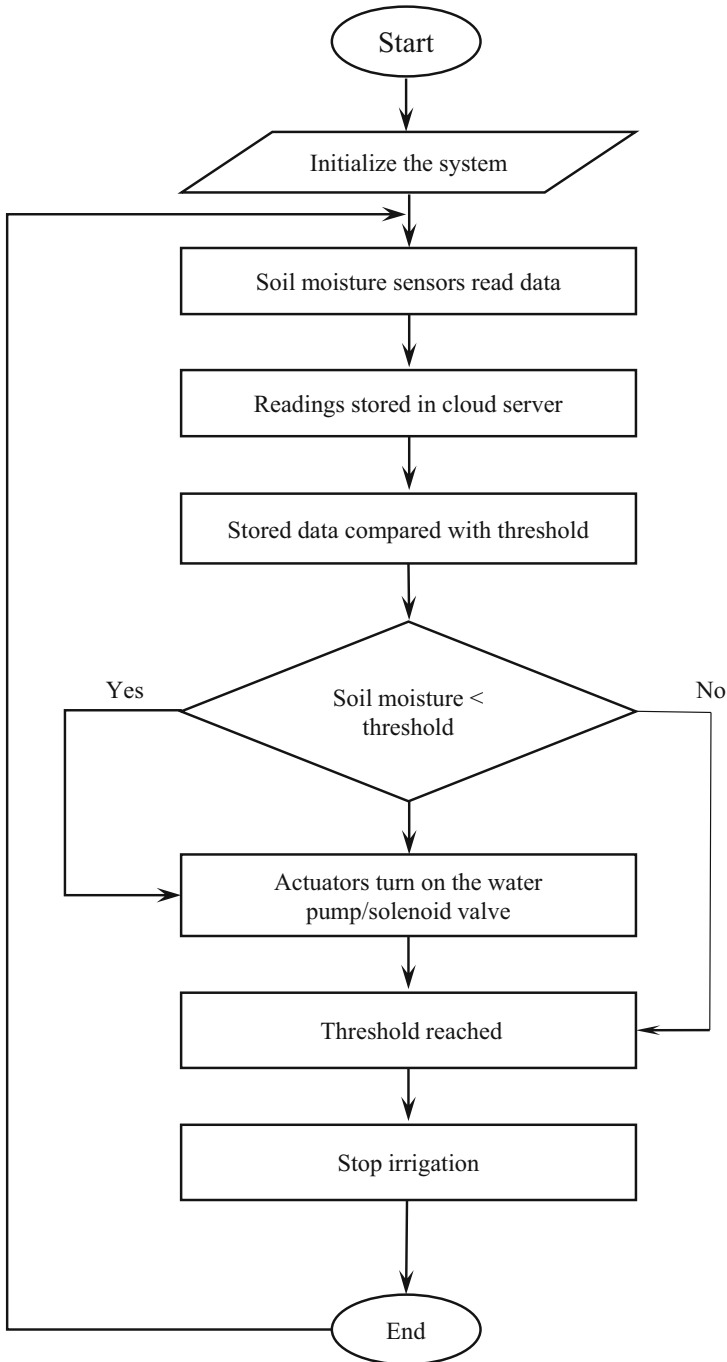 Start
Initialize the system
Soil moisture sensors read data
Readings stored in cloud server
Stored data compared with threshold
Yes
No
Soil moisture <
threshold
Actuators turn on the water
pump/solenoid valve
Threshold reached
Stop irrigation
End